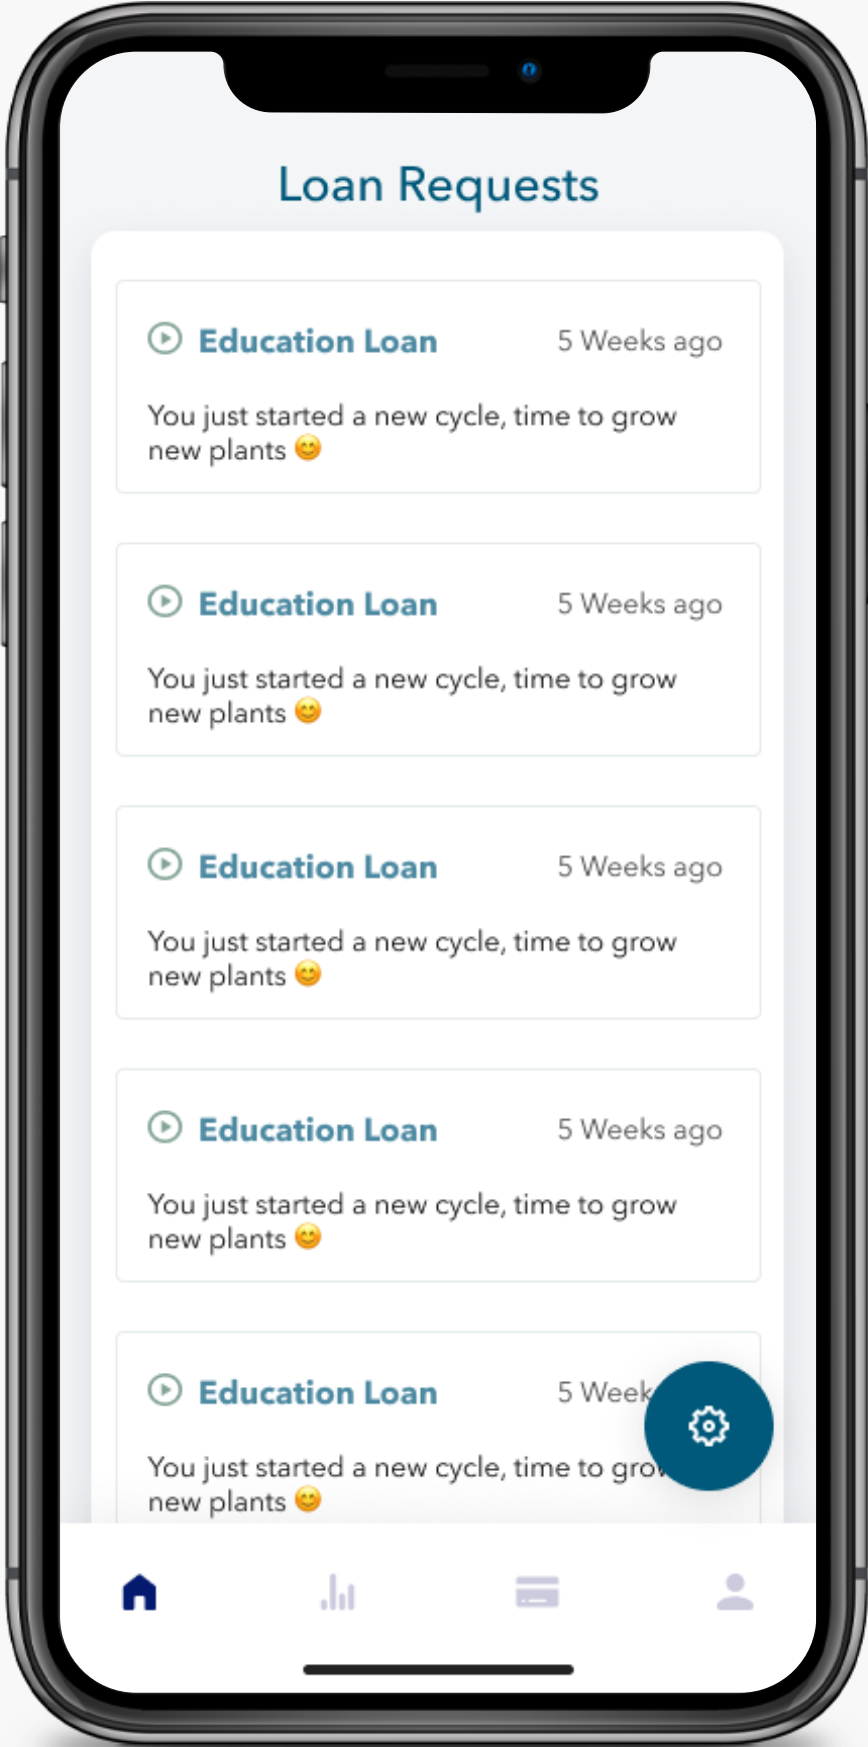 Loan Requests
Education Loan 5 Weeks ago
You just started a new cycle, time to grow
new plants 😊
Education Loan 5 Weeks ago
You just started a new cycle, time to grow
new plants 😊
Education Loan 5 Weeks ago
You just started a new cycle, time to grow
new plants 😊
Education Loan 5 Weeks ago
You just started a new cycle, time to grow
new plants 😊
Education Loan 5 Week
You just started a new cycle, time to gro
new plants 😊